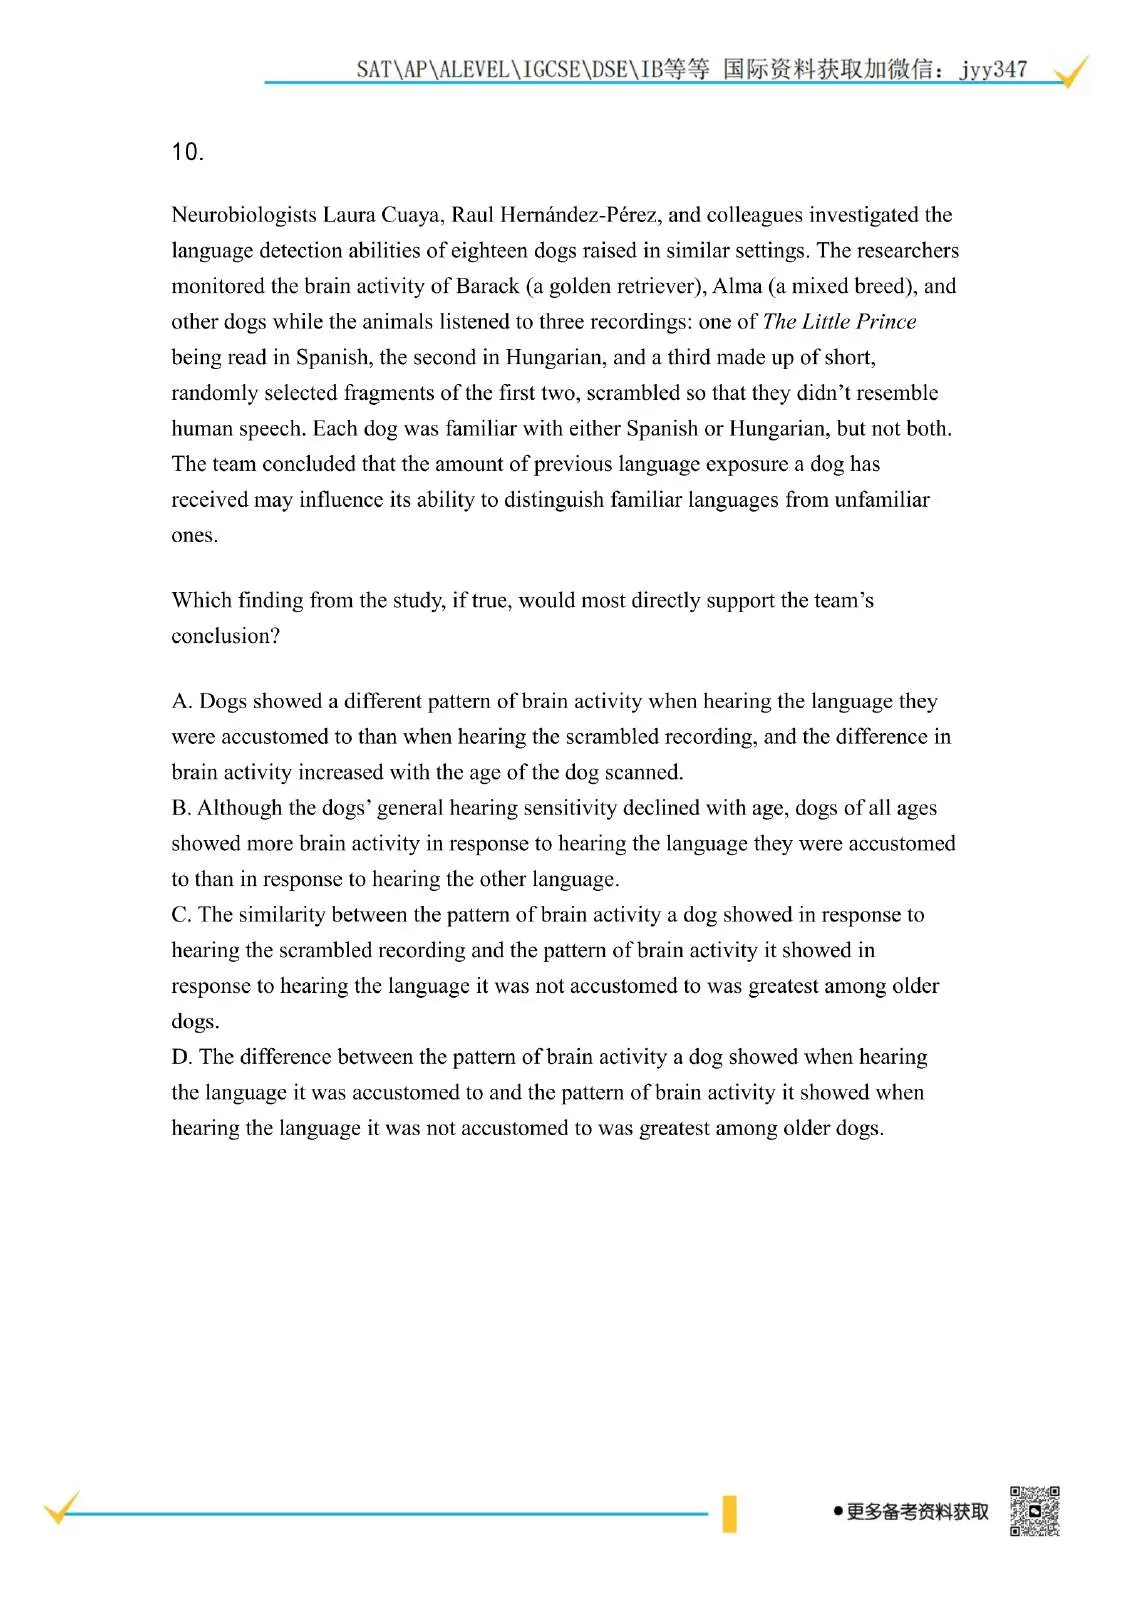 SAT\AP\ALEVEL\IGCSE\DSE\IB等等 国际资料获取加微信：jyy347
10.
Neurobiologists Laura Cuaya, Raul Hernández-Pérez, and colleagues investigated the
language detection abilities of eighteen dogs raised in similar settings. The researchers
monitored the brain activity of Barack (a golden retriever), Alma (a mixed breed), and
other dogs while the animals listened to three recordings: one of The Little Prince
being read in Spanish, the second in Hungarian, and a third made up of short,
randomly selected fragments of the first two, scrambled so that they didn’t resemble
human speech. Each dog was familiar with either Spanish or Hungarian, but not both.
The team concluded that the amount of previous language exposure a dog has
received may influence its ability to distinguish familiar languages from unfamiliar
ones.
Which finding from the study, if true, would most directly support the team’s
conclusion?
A. Dogs showed a different pattern of brain activity when hearing the language they
were accustomed to than when hearing the scrambled recording, and the difference in
brain activity increased with the age of the dog scanned.
B. Although the dogs’ general hearing sensitivity declined with age, dogs of all ages
showed more brain activity in response to hearing the language they were accustomed
to than in response to hearing the other language.
C. The similarity between the pattern of brain activity a dog showed in response to
hearing the scrambled recording and the pattern of brain activity it showed in
response to hearing the language it was not accustomed to was greatest among older
dogs.
D. The difference between the pattern of brain activity a dog showed when hearing
the language it was accustomed to and the pattern of brain activity it showed when
hearing the language it was not accustomed to was greatest among older dogs.
●更多备考资料获取